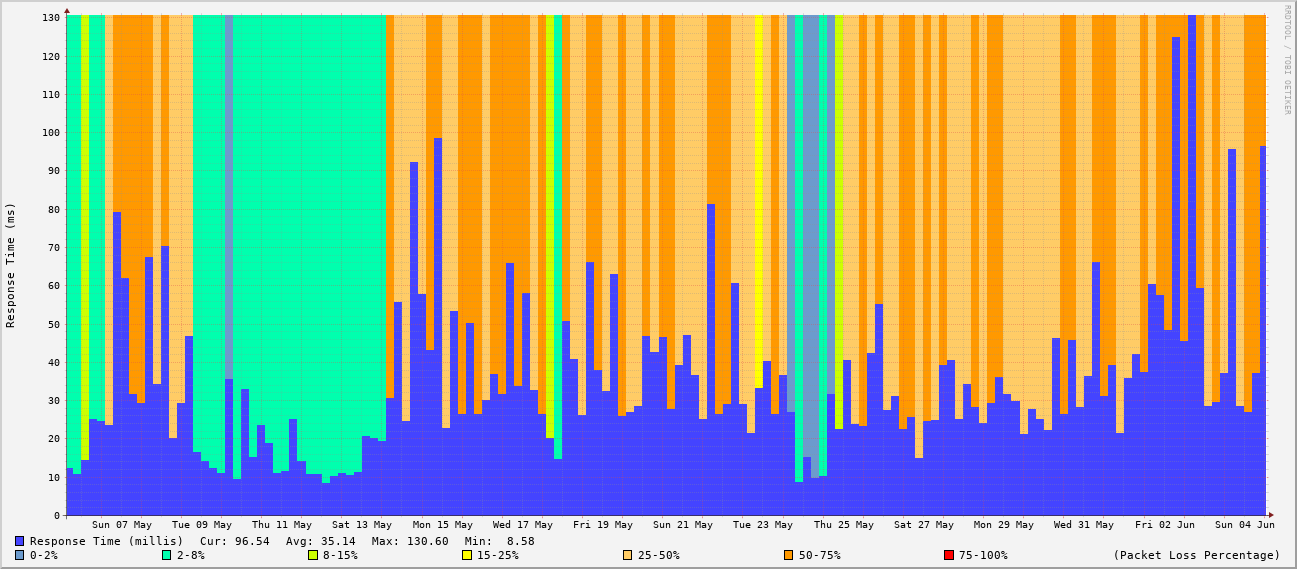 RRDTOOL / TOBI OETIKER
Response Time (ms)
130
120
110
100
90
80
70
60
50
40
30
20
10
0
Sun 07 May Tue 09 May Thu 11 May Sat 13 May Mon 15 May Wed 17 May Fri 19 May Sun 21 May Tue 23 May Thu 25 May Sat 27 May Mon 29 May Wed 31 May Fri 02 Jun Sun 04 Jun
Response Time (millis) Cur: 96.54 Avg: 35.14 Max: 130.60 Min: 8.58
0-2% 2-8% 8-15% 15-25% 25-50% 50-75% 75-100% (Packet Loss Percentage)